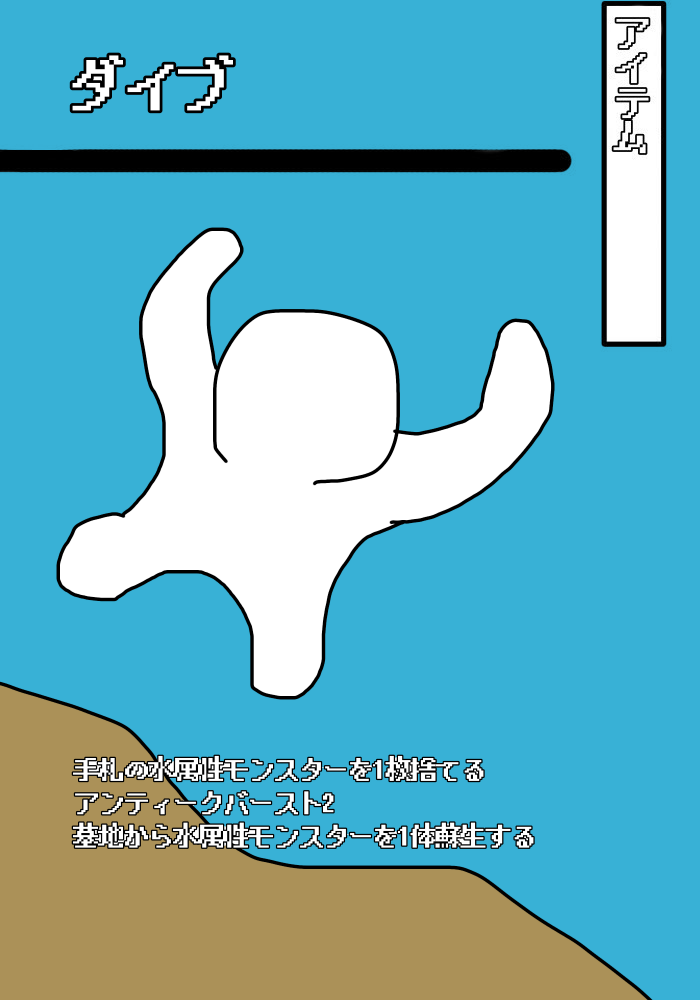 ダイブ
アイテム
手札の水属性モンスターを1枚捨てる
アンティークバースト2
墓地から水属性モンスターを1体蘇生する